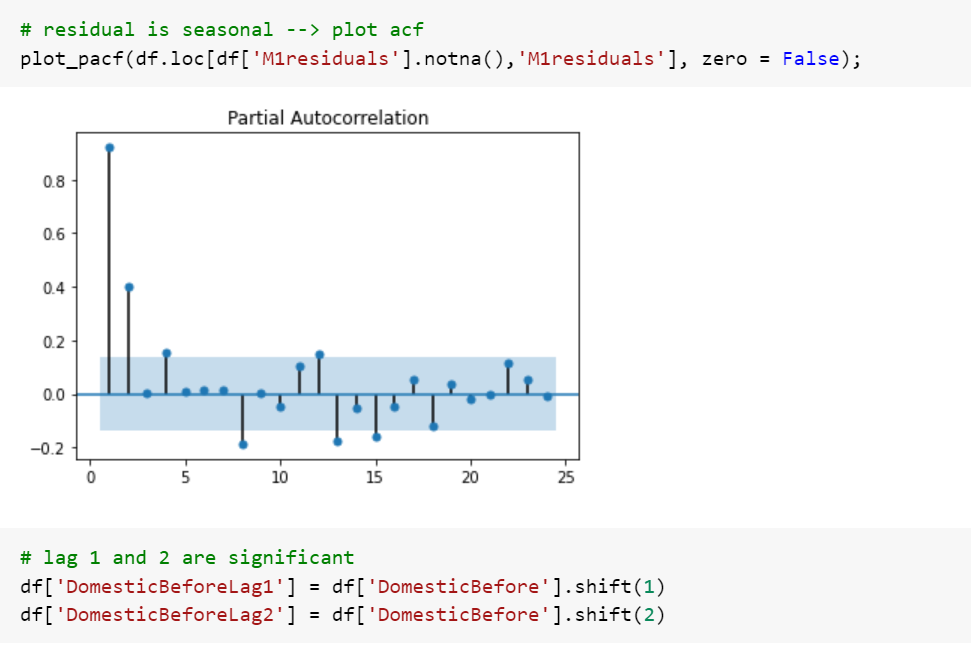 # residual is seasonal --> plot acf
plot_pacf(df.loc[df['M1residuals'].notna(),'M1residuals'], zero = False);
Partial Autocorrelation
0.8
0.6
0.4
0.2
0.0
−0.2
0 5 10 15 20 25
# lag 1 and 2 are significant
df['DomesticBeforeLag1'] = df['DomesticBefore'].shift(1)
df['DomesticBeforeLag2'] = df['DomesticBefore'].shift(2)